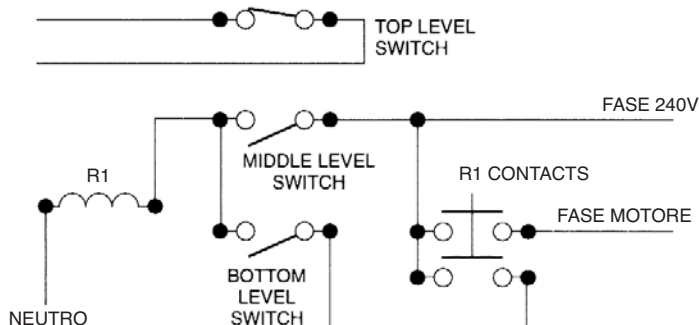 TOP LEVEL
SWITCH
FASE 240V
MIDDLE LEVEL
SWITCH
R1
R1 CONTACTS
FASE MOTORE
BOTTOM
LEVEL
SWITCH
NEUTRO